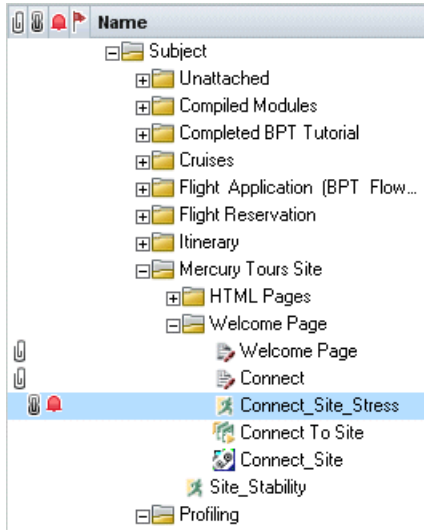 Name
Subject
Unattached
Compiled Modules
Completed BPT Tutorial
Cruises
Flight Application (BPT Flow...
Flight Reservation
Itinerary
Mercury Tours Site
HTML Pages
Welcome Page
Welcome Page
Connect
Connect_Site_Stress
Connect To Site
Connect_Site
Site_Stability
Profiling